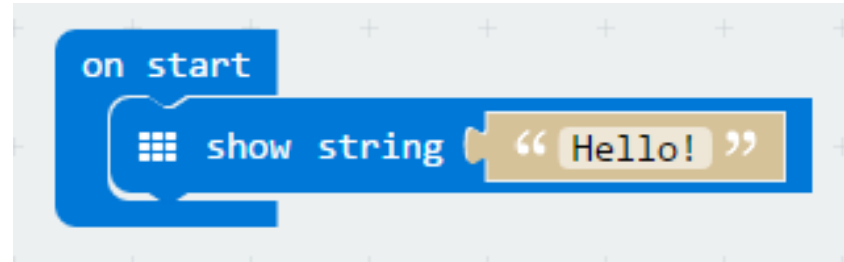 on start
show string “ Hello! ”